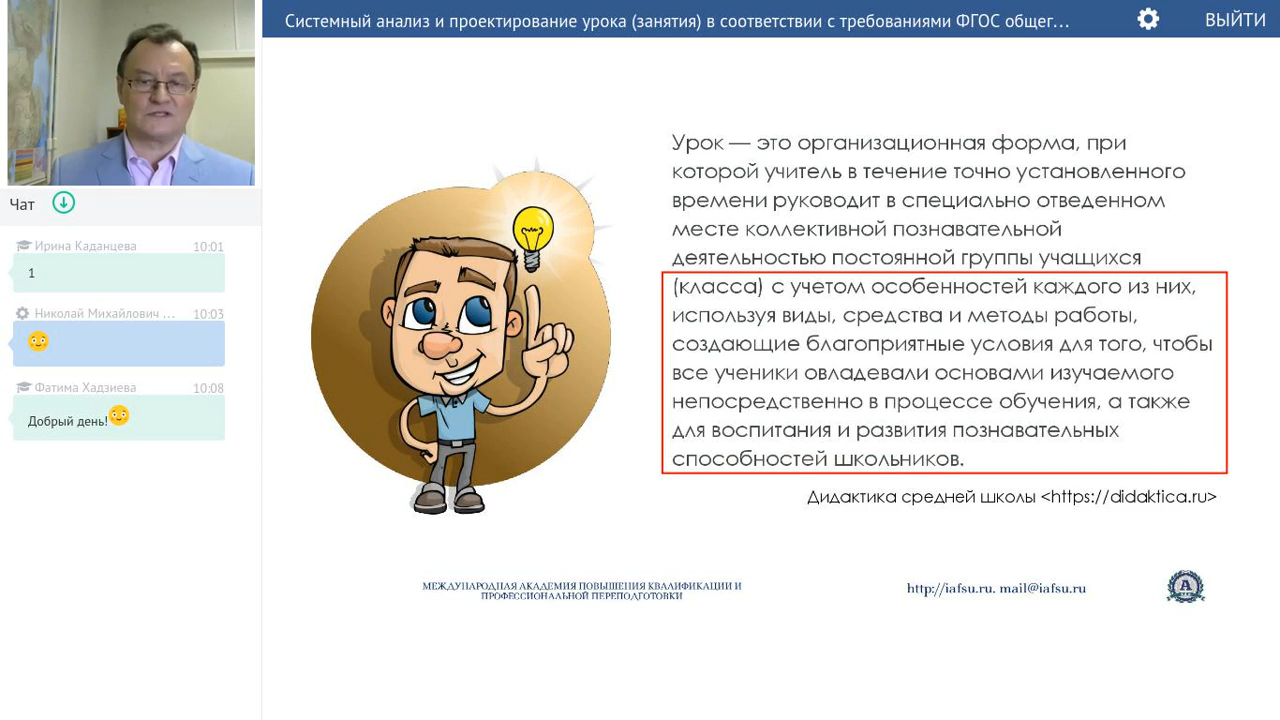 Системный анализ и проектирование урока (занятия) в соответствии с требованиями ФГОС общег...
ВЫЙТИ
Чат
Ирина Каданцева 10:01
1
Николай Михайлович ... 10:03
Фатима Хадзиева 10:08
Добрый день!
Урок — это организационная форма, при
которой учитель в течение точно установленного
времени руководит в специально отведенном
месте коллективной познавательной
деятельностью постоянной группы учащихся
(класса) с учетом особенностей каждого из них,
используя виды, средства и методы работы,
создающие благоприятные условия для того, чтобы
все ученики овладевали основами изучаемого
непосредственно в процессе обучения, а также
для воспитания и развития познавательных
способностей школьников.
Дидактика средней школы <https://didaktica.ru>
МЕЖДУНАРОДНАЯ АКАДЕМИЯ ПОВЫШЕНИЯ КВАЛИФИКАЦИИ И
ПРОФЕССИОНАЛЬНОЙ ПЕРЕПОДГОТОВКИ
http://iafsu.ru. mail@iafsu.ru